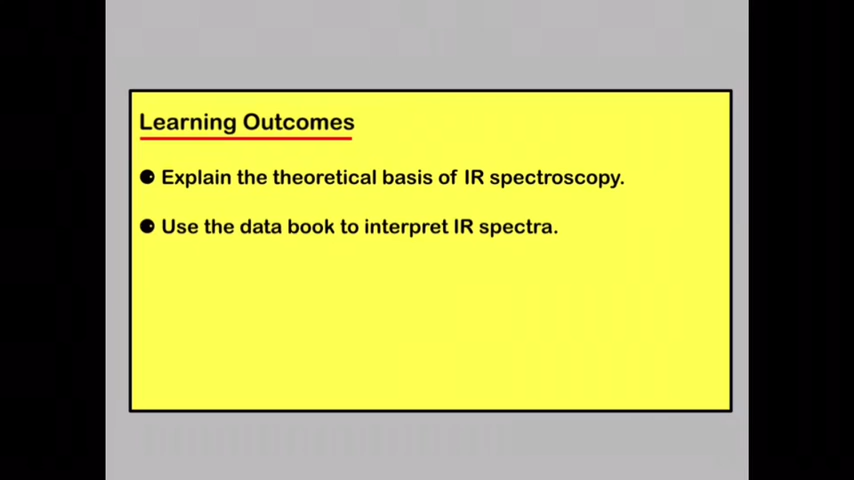 Learning Outcomes
Explain the theoretical basis of IR spectroscopy.
Use the data book to interpret IR spectra.